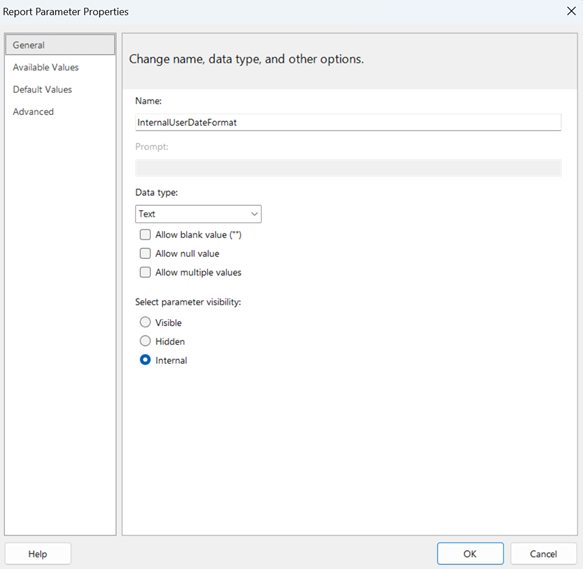 Report Parameter Properties
General
Available Values
Default Values
Advanced
Change name, data type, and other options.
Name:
InternalUserDateFormat
Prompt:
Data type:
Text
Allow blank value ("")
Allow null value
Allow multiple values
Select parameter visibility:
Visible
Hidden
Internal
Help
OK
Cancel